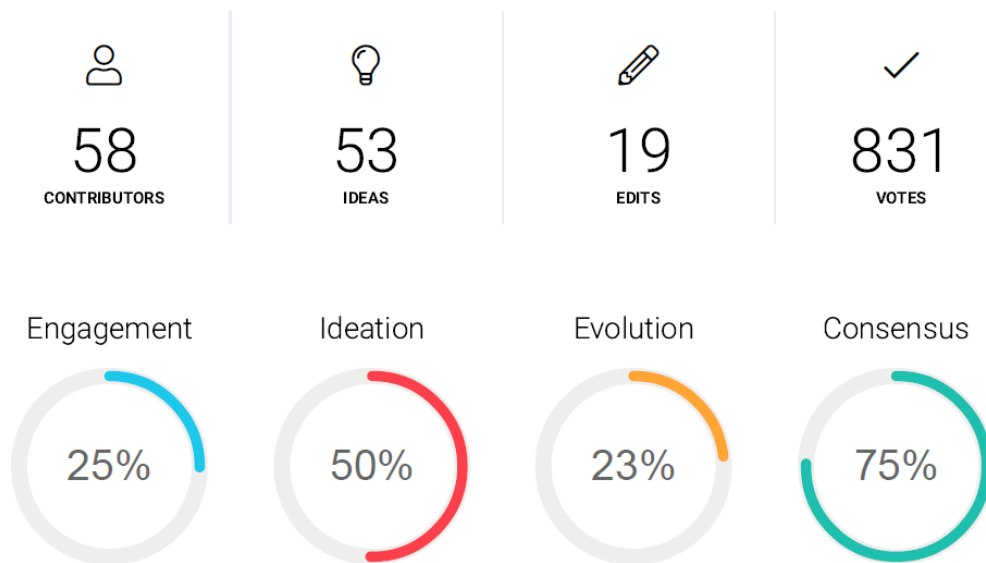 58 53 19 831
CONTRIBUTORS IDEAS EDITS VOTES
Engagement Ideation Evolution Consensus
25% 50% 23% 75%